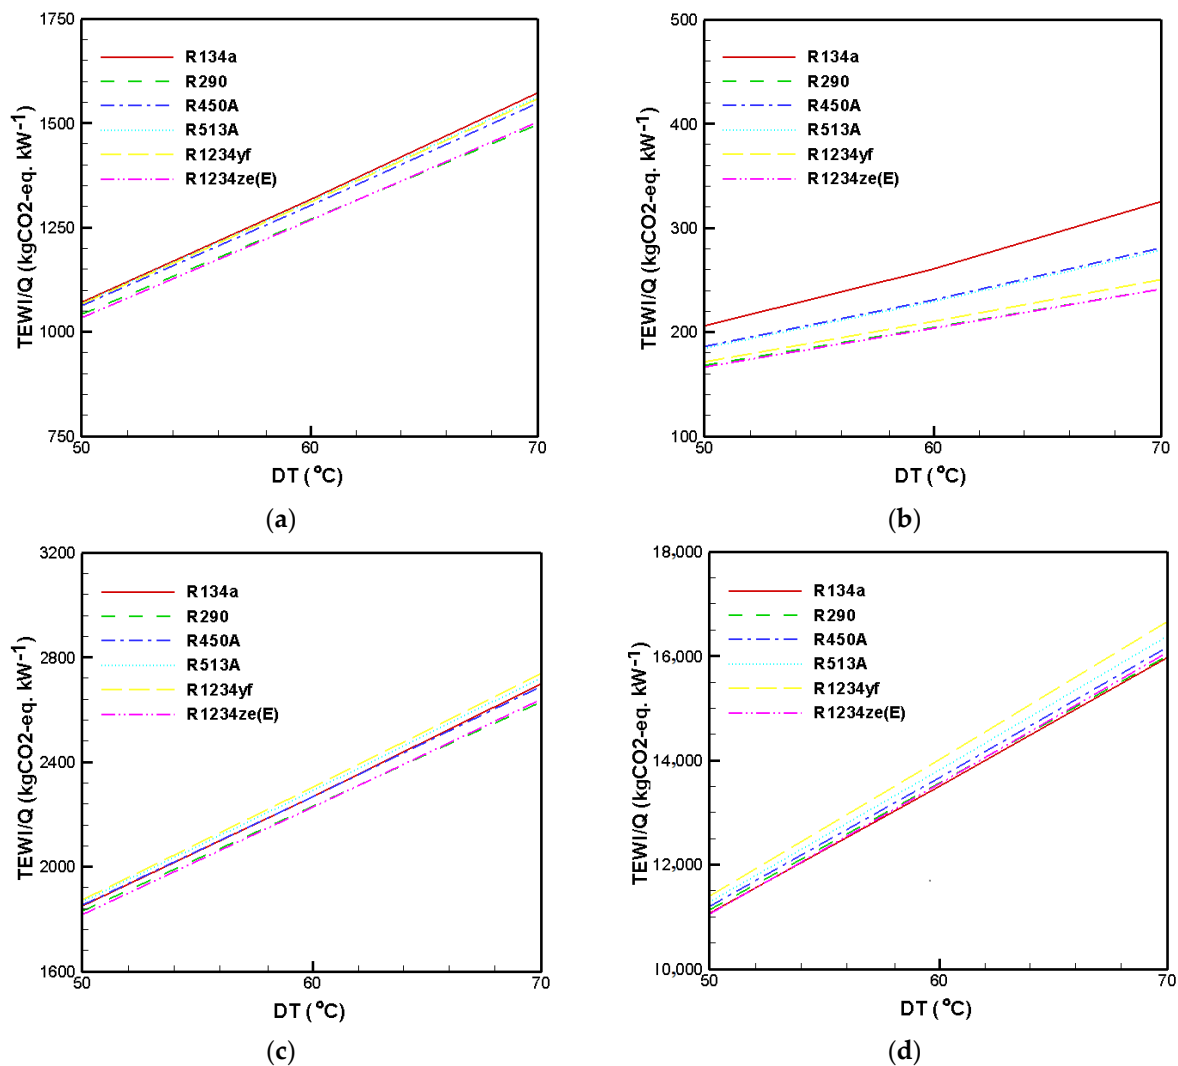 1750
1500
1250
1000
750
TEWI/Q (kgCO2-eq. kW-1)
R134a
R290
R450A
R513A
R1234yf
R1234ze(E)
50
60
70
DT (°C)
(a)
500
400
300
200
100
TEWI/Q (kgCO2-eq. kW-1)
R134a
R290
R450A
R513A
R1234yf
R1234ze(E)
50
60
70
DT (°C)
(b)
3200
2800
2400
2000
1600
TEWI/Q (kgCO2-eq. kW-1)
R134a
R290
R450A
R513A
R1234yf
R1234ze(E)
50
60
70
DT (°C)
(c)
18,000
16,000
14,000
12,000
10,000
TEWI/Q (kgCO2-eq. kW-1)
R134a
R290
R450A
R513A
R1234yf
R1234ze(E)
50
60
70
DT (°C)
(d)